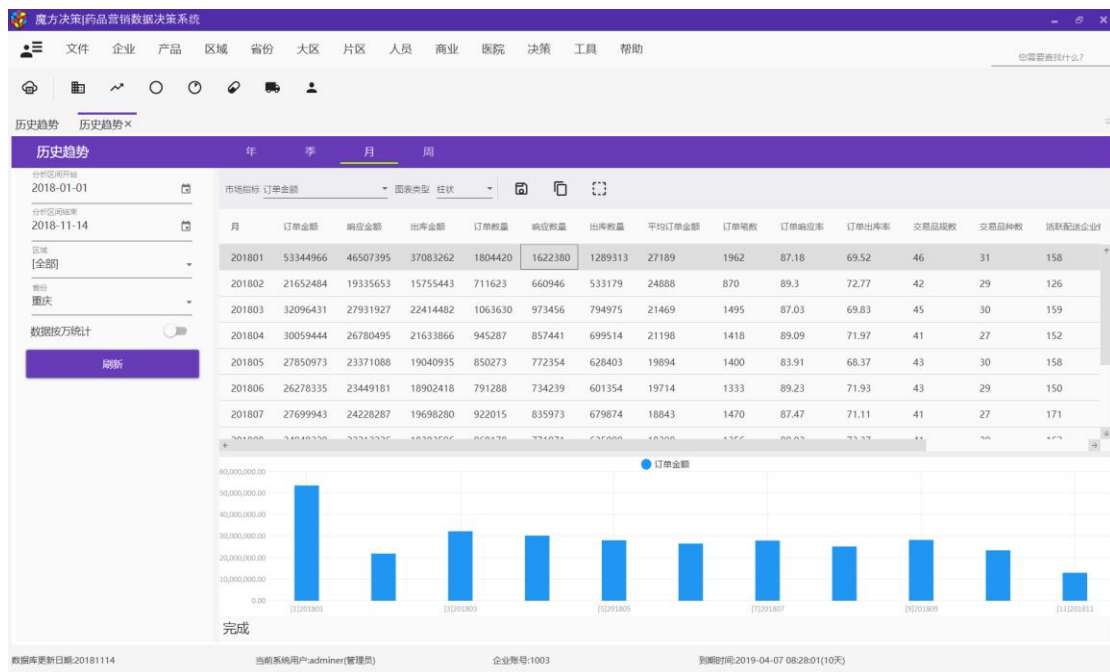 魔方决策|药品营销数据决策系统
文件 企业 产品 区域 省份 大区 片区 人员 商业 医院 决策 工具 帮助
您需要查找什么?
历史趋势 历史趋势×
历史趋势 年 季 月 周
分析区间开始
2018-01-01
分析区间结束
2018-11-14
区域
[全部]
省份
重庆
数据按万统计
刷新
市场指标 订单金额 图表类型 柱状
月 订单金额 响应金额 出库金额 订单数量 响应数量 出库数量 平均订单金额 订单笔数 订单响应率 订单出库率 交易品规数 交易品种数 活跃配送企业
201801 53344966 46507395 37083262 1804420 1622380 1289313 27189 1962 87.18 69.52 46 31 158
201802 21652484 19335653 15755443 711623 660946 533179 24888 870 89.3 72.77 42 29 126
201803 32096431 27931927 22414482 1063630 973456 794975 21469 1495 87.03 69.83 45 30 159
201804 30059444 26780495 21633866 945287 857441 699514 21198 1418 89.09 71.97 41 27 152
201805 27850973 23371088 19040935 850273 772354 628403 19894 1400 83.91 68.37 43 30 158
201806 26278335 23449181 18902418 791288 734239 601354 19714 1333 89.23 71.93 43 29 150
201807 27699943 24228287 19698280 922015 835973 679874 18843 1470 87.47 71.11 41 27 171
订单金额
60,000,000.00
50,000,000.00
40,000,000.00
30,000,000.00
20,000,000.00
10,000,000.00
0.00
[1]201801 [3]201803 [5]201805 [7]201807 [9]201809 [11]201811
完成
数据库更新日期:20181114 当前系统用户:adminer(管理员) 企业账号:1003 到期时间:2019-04-07 08:28:01(10天)